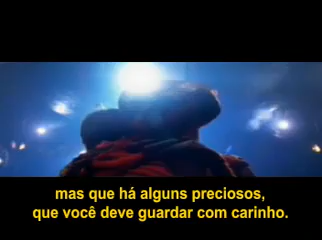 mas que há alguns preciosos,
que você deve guardar com carinho.